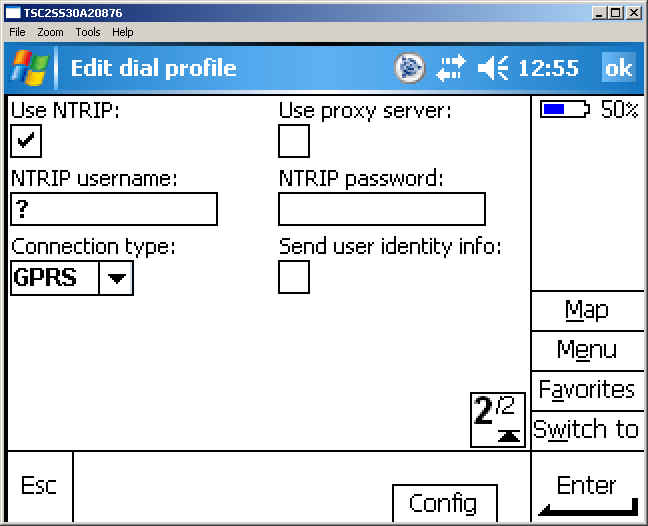 TSC2SS30A20876
File Zoom Tools Help
Edit dial profile 12:55 ok
Use NTRIP: Use proxy server: 50%
NTRIP username: NTRIP password:
?
Connection type: Send user identity info:
GPRS
Map
Menu
Favorites
2/2
Switch to
Esc Config Enter